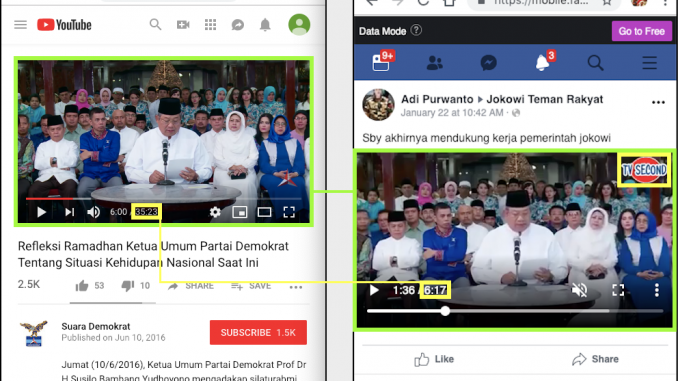 YouTube
6:00 / 35:23
Refleksi Ramadhan Ketua Umum Partai Demokrat
Tentang Situasi Kehidupan Nasional Saat Ini
2.5K
53
10
SHARE
SAVE
Suara Demokrat
Published on Jun 10, 2016
SUBSCRIBE 1.5K
Jumat (10/6/2016), Ketua Umum Partai Demokrat Prof Dr
H Susilo Bambang Yudhoyono mengadakan silaturahmi
https://mobile.fa...
Data Mode
Go to Free
9+
3
Adi Purwanto ▸ Jokowi Teman Rakyat
January 22 at 10:42 AM ·
Sby akhirnya mendukung kerja pemerintah jokowi
TV SECOND
1:36 / 6:17
Like
Share